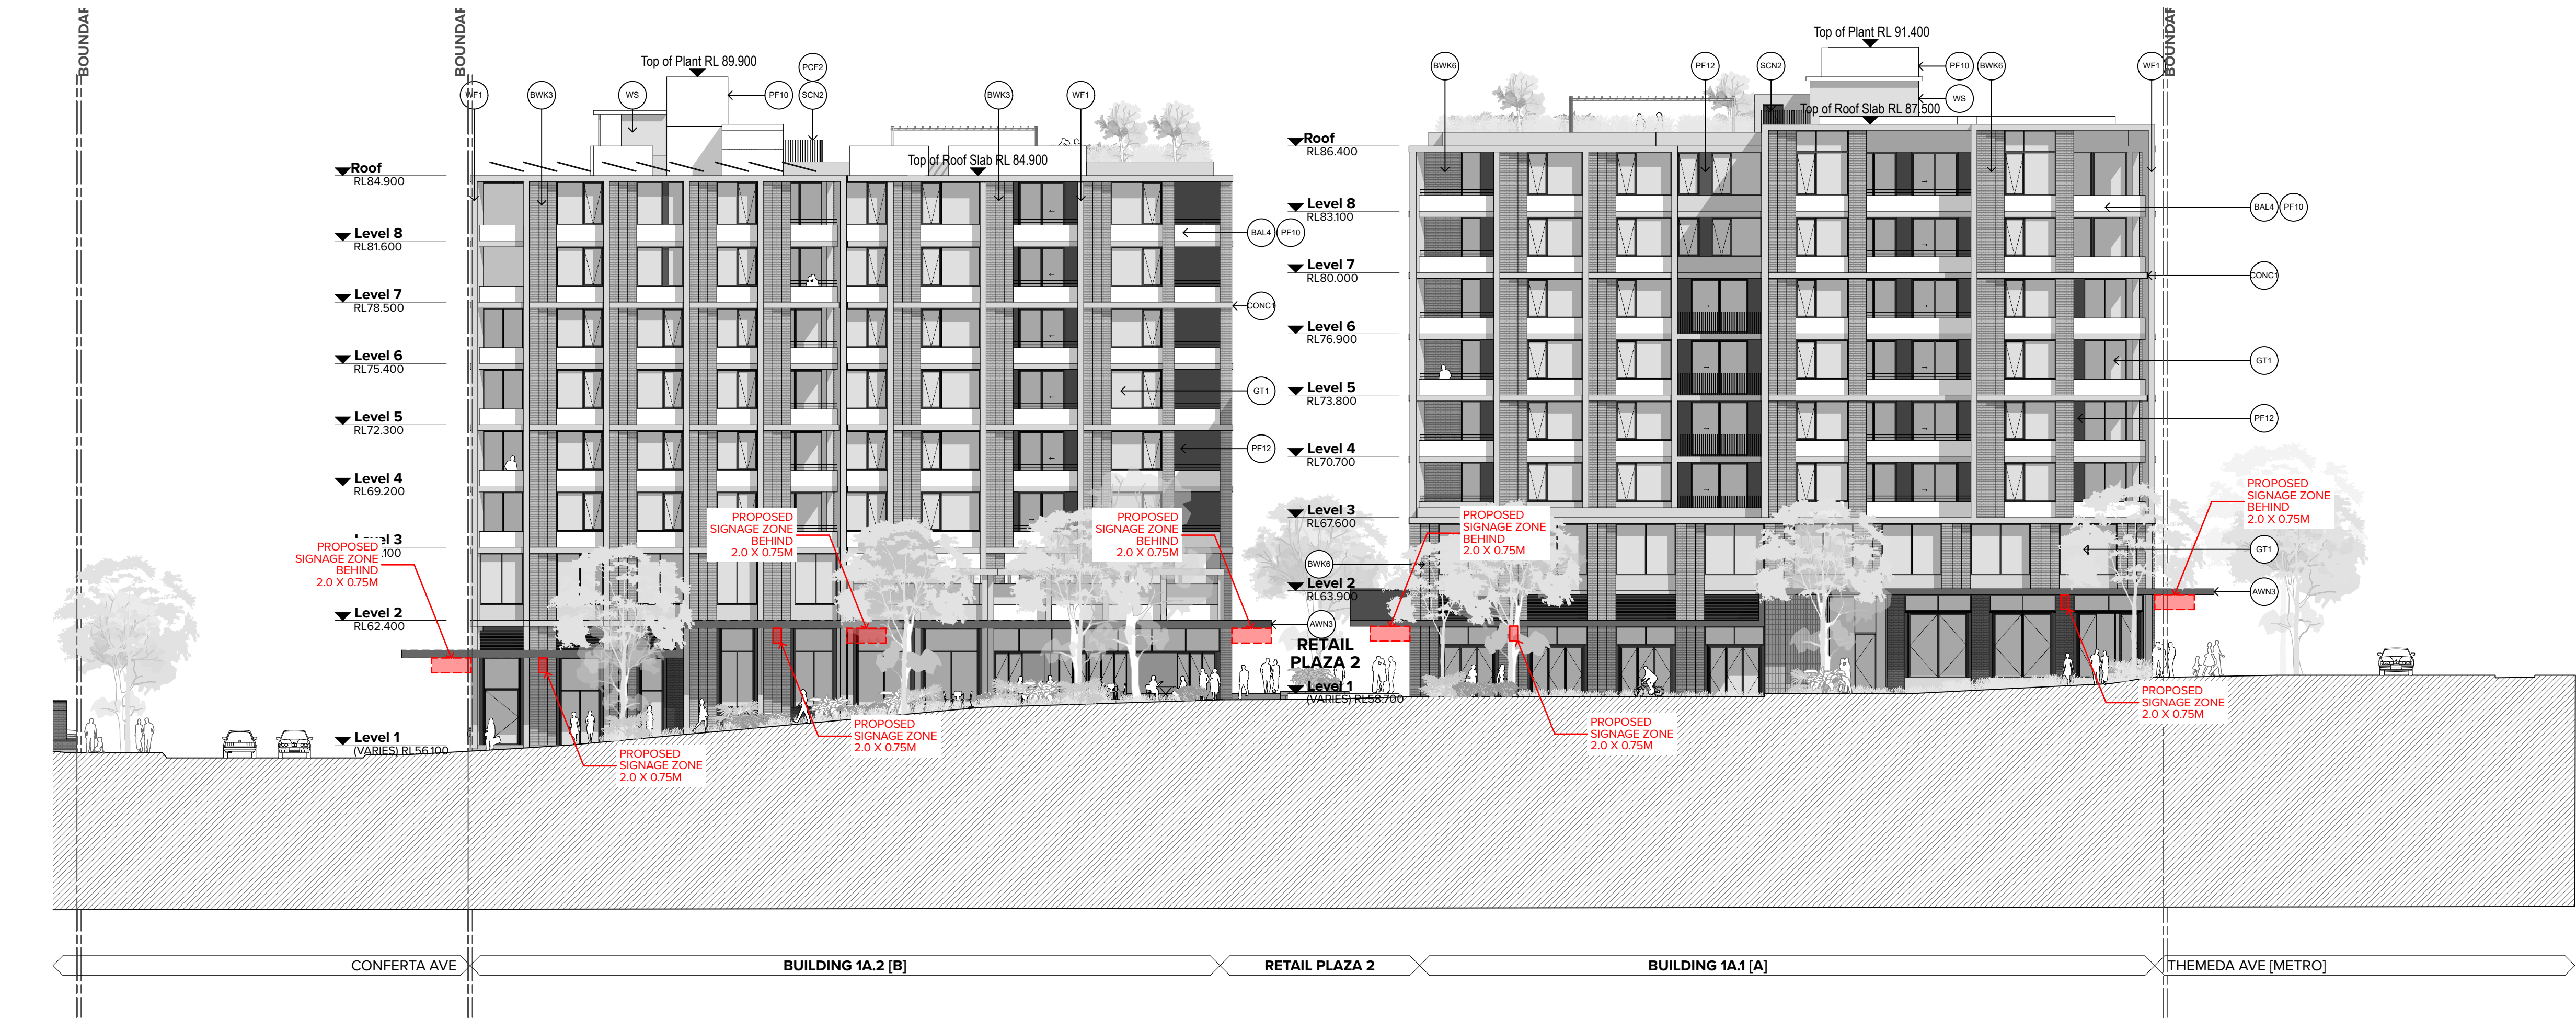 BOUNDAR
BOUNDAR
BOUNDAR
Top of Plant RL 89.900
PCF2
WF1
BWK3
WS
PF10
SCN2
BWK3
WF1
Top of Roof Slab RL 84.900
Roof
RL84.900
Level 8
RL81.600
Level 7
RL78.500
Level 6
RL75.400
Level 5
RL72.300
Level 4
RL69.200
Level 3
.100
Level 2
RL62.400
Level 1
(VARIES) RL56.100
BAL4
PF10
CONC1
GT1
PF12
AWN3
PROPOSED
SIGNAGE ZONE
BEHIND
2.0 X 0.75M
PROPOSED
SIGNAGE ZONE
BEHIND
2.0 X 0.75M
PROPOSED
SIGNAGE ZONE
BEHIND
2.0 X 0.75M
PROPOSED
SIGNAGE ZONE
2.0 X 0.75M
PROPOSED
SIGNAGE ZONE
2.0 X 0.75M
RETAIL
PLAZA 2
Top of Plant RL 91.400
BWK6
PF12
SCN2
PF10
BWK6
WF1
WS
Top of Roof Slab RL 87.500
Roof
RL86.400
Level 8
RL83.100
Level 7
RL80.000
Level 6
RL76.900
Level 5
RL73.800
Level 4
RL70.700
Level 3
RL67.600
Level 2
RL63.900
Level 1
(VARIES) RL58.700
BWK6
BAL4
PF10
CONC1
GT1
PF12
GT1
AWN3
PROPOSED
SIGNAGE ZONE
BEHIND
2.0 X 0.75M
PROPOSED
SIGNAGE ZONE
BEHIND
2.0 X 0.75M
PROPOSED
SIGNAGE ZONE
2.0 X 0.75M
PROPOSED
SIGNAGE ZONE
2.0 X 0.75M
CONFERTA AVE
BUILDING 1A.2 [B]
RETAIL PLAZA 2
BUILDING 1A.1 [A]
THEMEDA AVE [METRO]